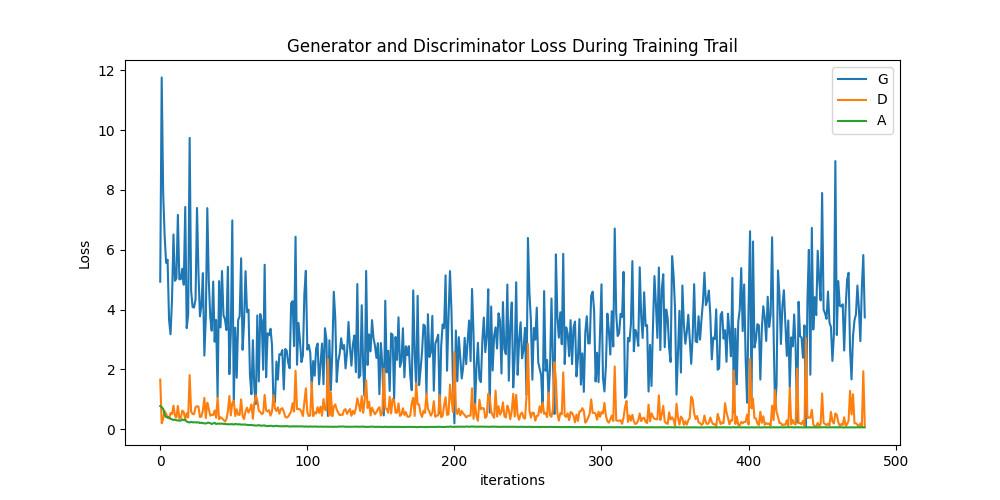 Generator and Discriminator Loss During Training Trail
G
D
A
12
10
8
6
4
2
0
Loss
0 100 200 300 400 500
iterations